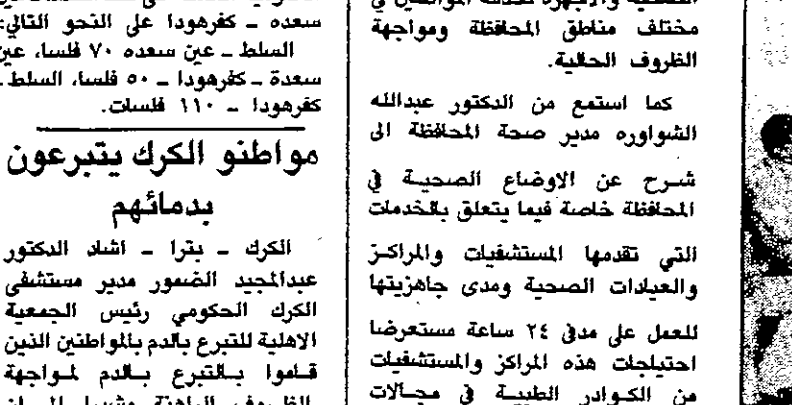 مختلف مناطق المحافظة ومواجهة
الظروف الحالية.
كما استمع من الدكتور عبدالله
الشواوره مدير صحة المحافظة الى
شرح عن الاوضاع الصحية في
المحافظة خاصة فيما يتعلق بالخدمات
التي تقدمها المستشفيات والمراكز
والعيادات الصحية ومدى جاهزيتها
للعمل على مدى ٢٤ ساعة مستعرضا
احتياجات هذه المراكز والمستشفيات
من الكوادر الطبية في مجالات
سعده ـ كفرهودا على النحو التالي:
السلط ـ عين سعده ٧٠ فلسا، عين
سعدة ـ كفرهودا ـ ٥٠ فلسا، السلط ـ
كفرهودا ـ ١١٠ فلسات.
مواطنو الكرك يتبرعون
بدمائهم
الكرك ـ بترا ـ اشاد الدكتور
عبدالمجيد الضمور مدير مستشفى
الكرك الحكومي رئيس الجمعية
الاهلية للتبرع بالدم بالمواطنين الذين
قاموا بالتبرع بالدم لمواجهة